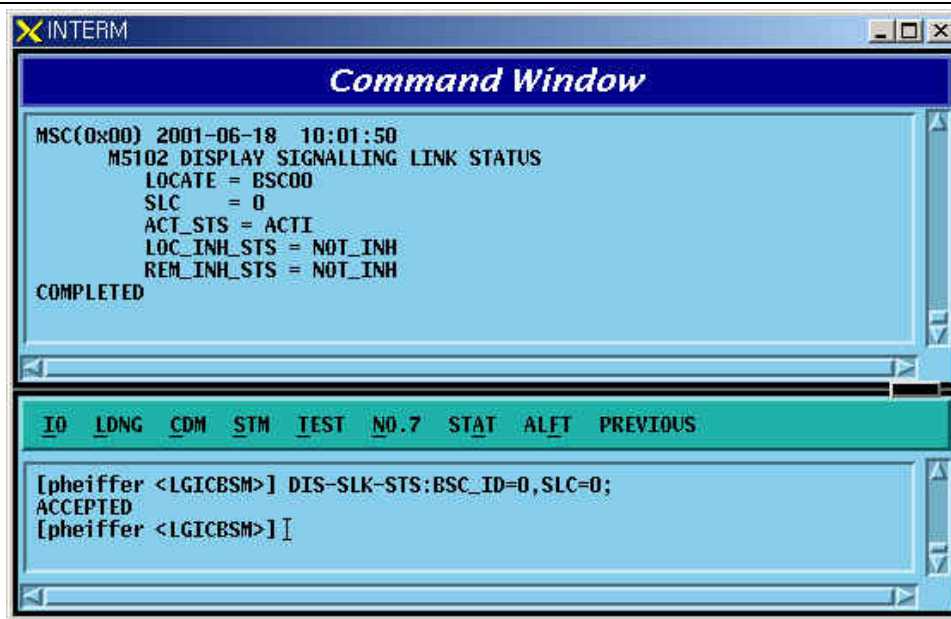 INTERM
Command Window
MSC(0x00) 2001-06-18 10:01:50
M5102 DISPLAY SIGNALLING LINK STATUS
LOCATE = BSC00
SLC = 0
ACT_STS = ACTI
LOC_INH_STS = NOT_INH
REM_INH_STS = NOT_INH
COMPLETED
IO LDNG CDM STM TEST NO.7 STAT ALFT PREVIOUS
[pheiffer <LGICBSM>] DIS-SLK-STS:BSC_ID=0,SLC=0;
ACCEPTED
[pheiffer <LGICBSM>]